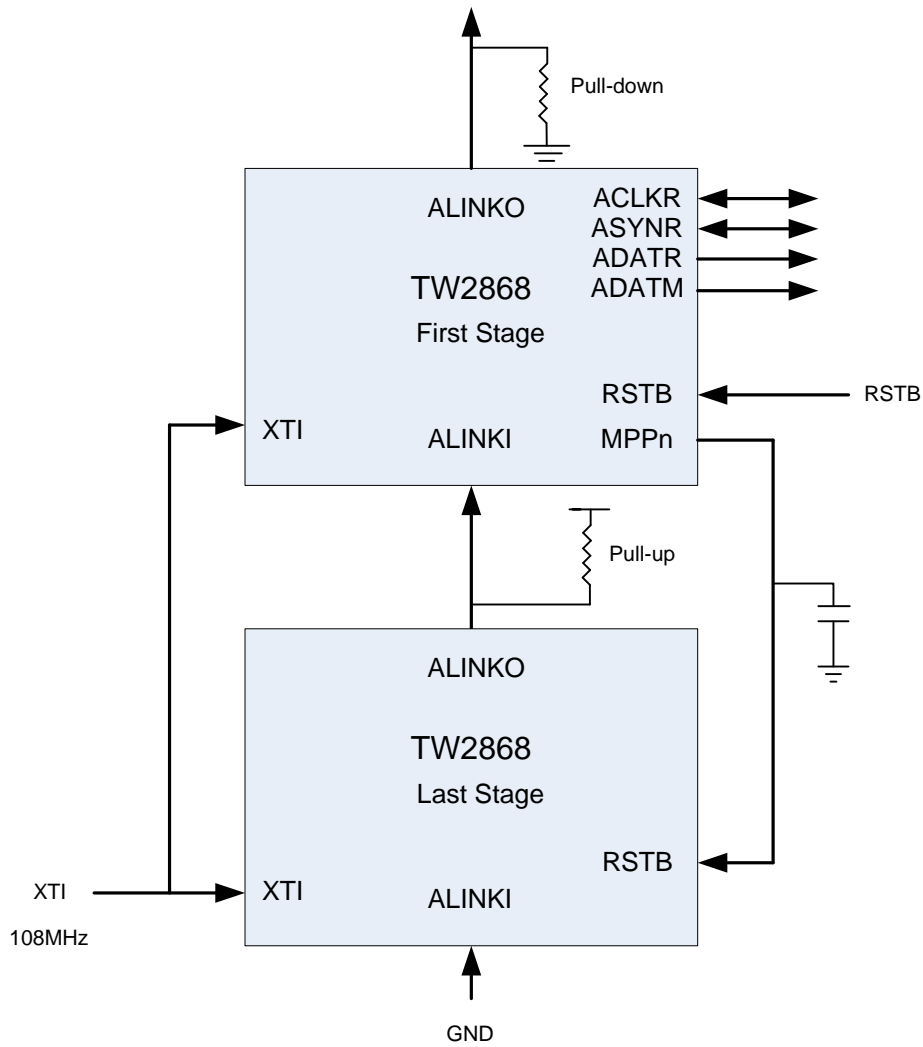 Pull-down
ALINKO
ACLKR
ASYNR
ADATR
ADATM
TW2868
First Stage
RSTB
RSTB
XTI
ALINKI
MPPn
Pull-up
ALINKO
TW2868
Last Stage
RSTB
XTI
XTI
ALINKI
108MHz
GND